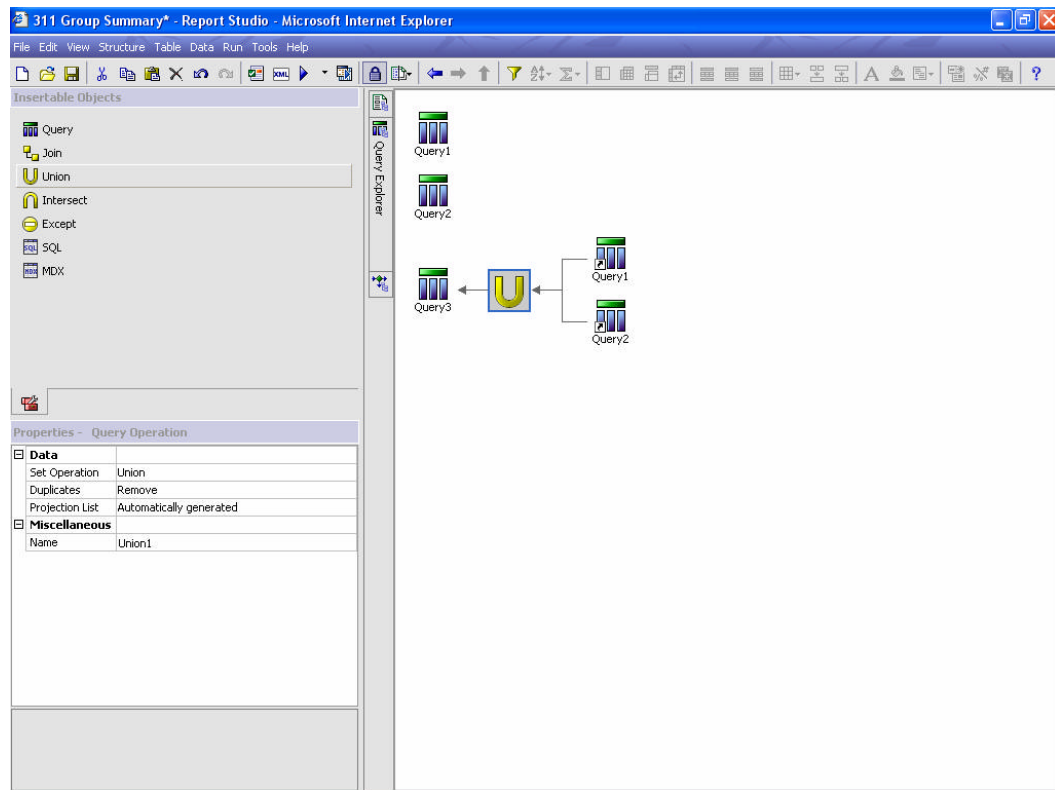 311 Group Summary* - Report Studio - Microsoft Internet Explorer
File Edit View Structure Table Data Run Tools Help
Insertable Objects
Query
Join
Union
Intersect
Except
SQL SQL
MDX MDX
Query Explorer
Query1
Query2
Query3
U
Query1
Query2
Properties - Query Operation
Data
Set Operation Union
Duplicates Remove
Projection List Automatically generated
Miscellaneous
Name Union1